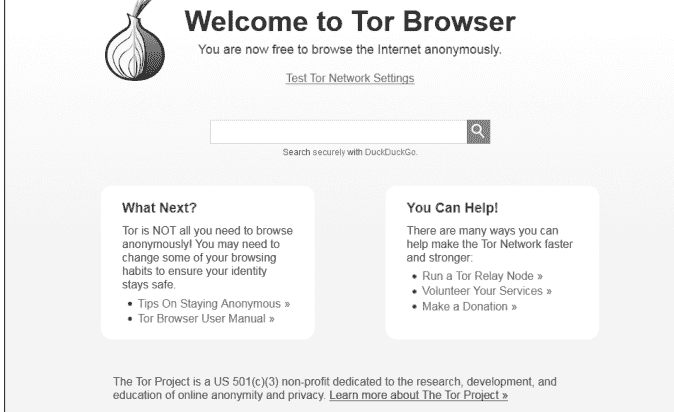 Welcome to Tor Browser
You are now free to browse the Internet anonymously.
Test Tor Network Settings
Search securely with DuckDuckGo.
What Next?
Tor is NOT all you need to browse
anonymously! You may need to
change some of your browsing
habits to ensure your identity
stays safe.
• Tips On Staying Anonymous »
• Tor Browser User Manual »
You Can Help!
There are many ways you can
help make the Tor Network faster
and stronger:
• Run a Tor Relay Node »
• Volunteer Your Services »
• Make a Donation »
The Tor Project is a US 501(c)(3) non-profit dedicated to the research, development, and
education of online anonymity and privacy. Learn more about The Tor Project »